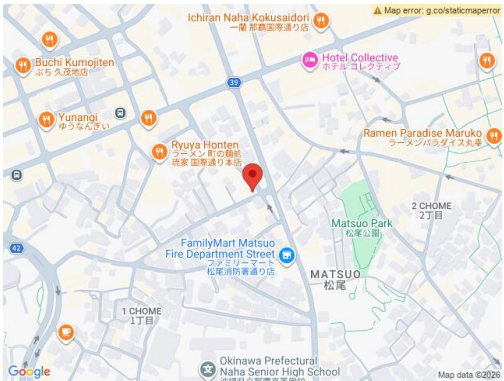 Map error: g.co/staticmaperror
Ichiran Naha Kokusaidori
一蘭 那覇国際通り店
Buchi Kumojiten
ぶち 久茂地店
Hotel Collective
ホテル コレクティブ
39
Yunangi
ゆうなんぎい
Ryuya Honten
ラーメン 町の麺処
琉家 国際通り本店
Ramen Paradise Maruko
ラーメンパラダイス丸幸
2 CHOME
2丁目
Matsuo Park
松尾公園
42
FamilyMart Matsuo
Fire Department Street
ファミリーマート
松尾消防署通り店
MATSUO
松尾
1 CHOME
1丁目
Okinawa Prefectural
Naha Senior High School
Google
Map data ©2026